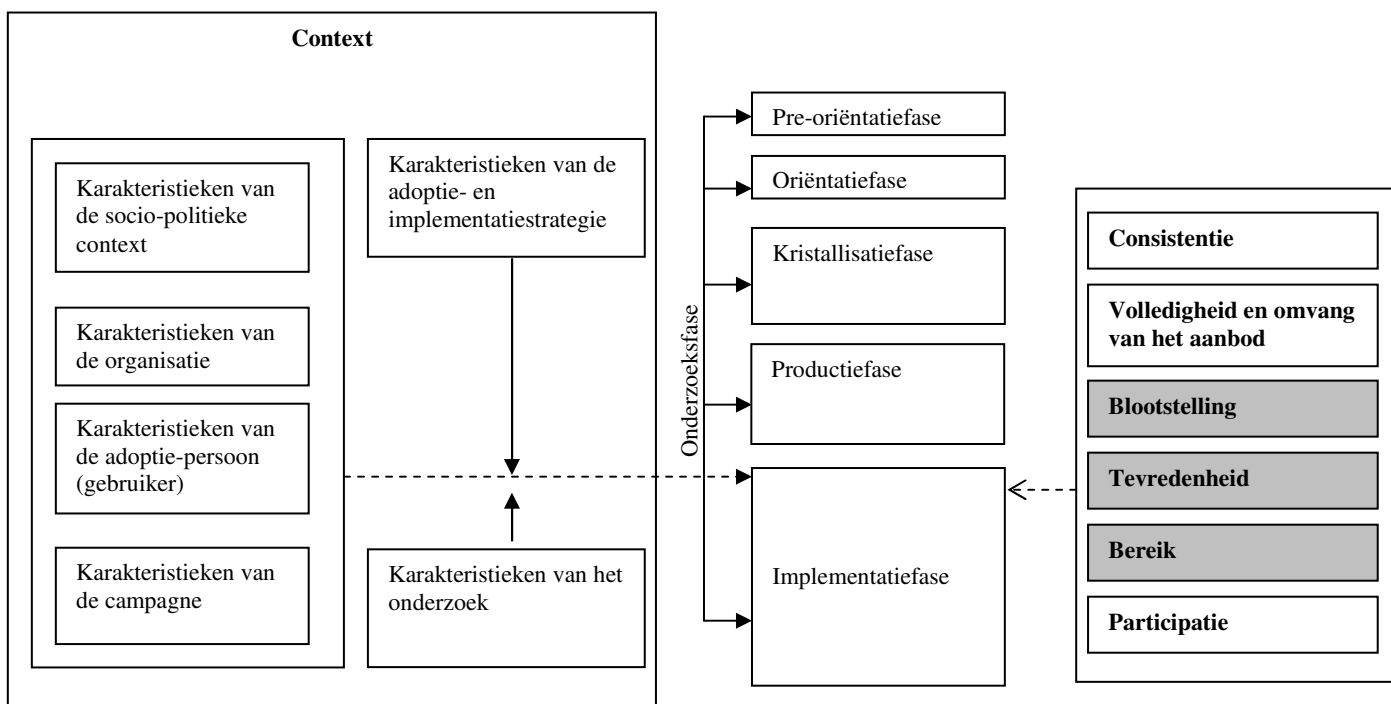 Context
Karakteristieken van
de socio-politieke
context
Karakteristieken van
de organisatie
Karakteristieken van
de adoptie-persoon
(gebruiker)
Karakteristieken van
de campagne
Karakteristieken van de
adoptie- en
implementatiestrategie
Karakteristieken van het
onderzoek
Onderzoeksfase
Pre-oriëntatiefase
Oriëntatiefase
Kristallisatiefase
Productiefase
Implementatiefase
Consistentie
Volledigheid en omvang
van het aanbod
Blootstelling
Tevredenheid
Bereik
Participatie